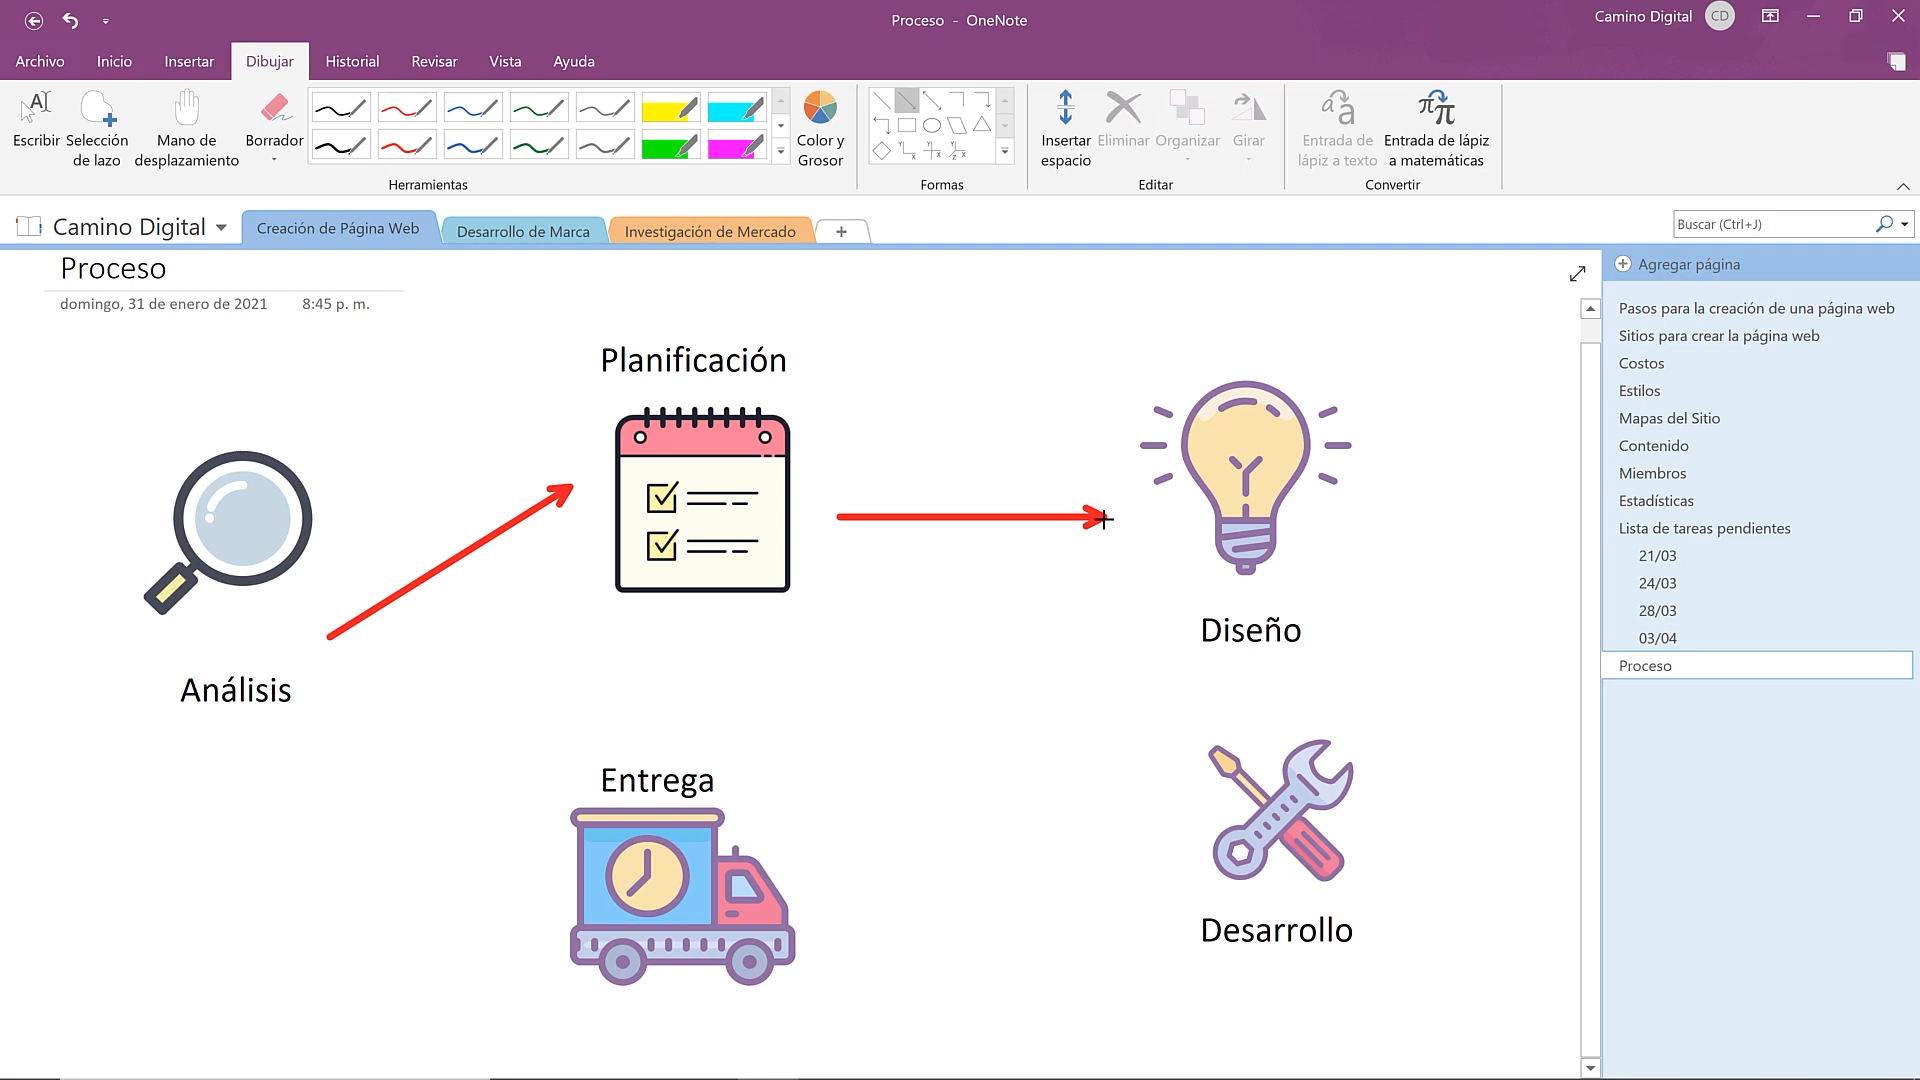 Proceso - OneNote
Camino Digital CD
Archivo Inicio Insertar Dibujar Historial Revisar Vista Ayuda
Escribir
Selección
de lazo
Mano de
desplazamiento
Borrador
Color y
Grosor
Insertar
espacio
Eliminar
Organizar
Girar
Entrada de
lápiz a texto
Entrada de lápiz
a matemáticas
Herramientas
Formas
Editar
Convertir
Camino Digital
Creación de Página Web
Desarrollo de Marca
Investigación de Mercado
+
Buscar (Ctrl+J)
Proceso
domingo, 31 de enero de 2021 8:45 p. m.
Planificación
Análisis
Diseño
Entrega
Desarrollo
Agregar página
Pasos para la creación de una página web
Sitios para crear la página web
Costos
Estilos
Mapas del Sitio
Contenido
Miembros
Estadísticas
Lista de tareas pendientes
21/03
24/03
28/03
03/04
Proceso